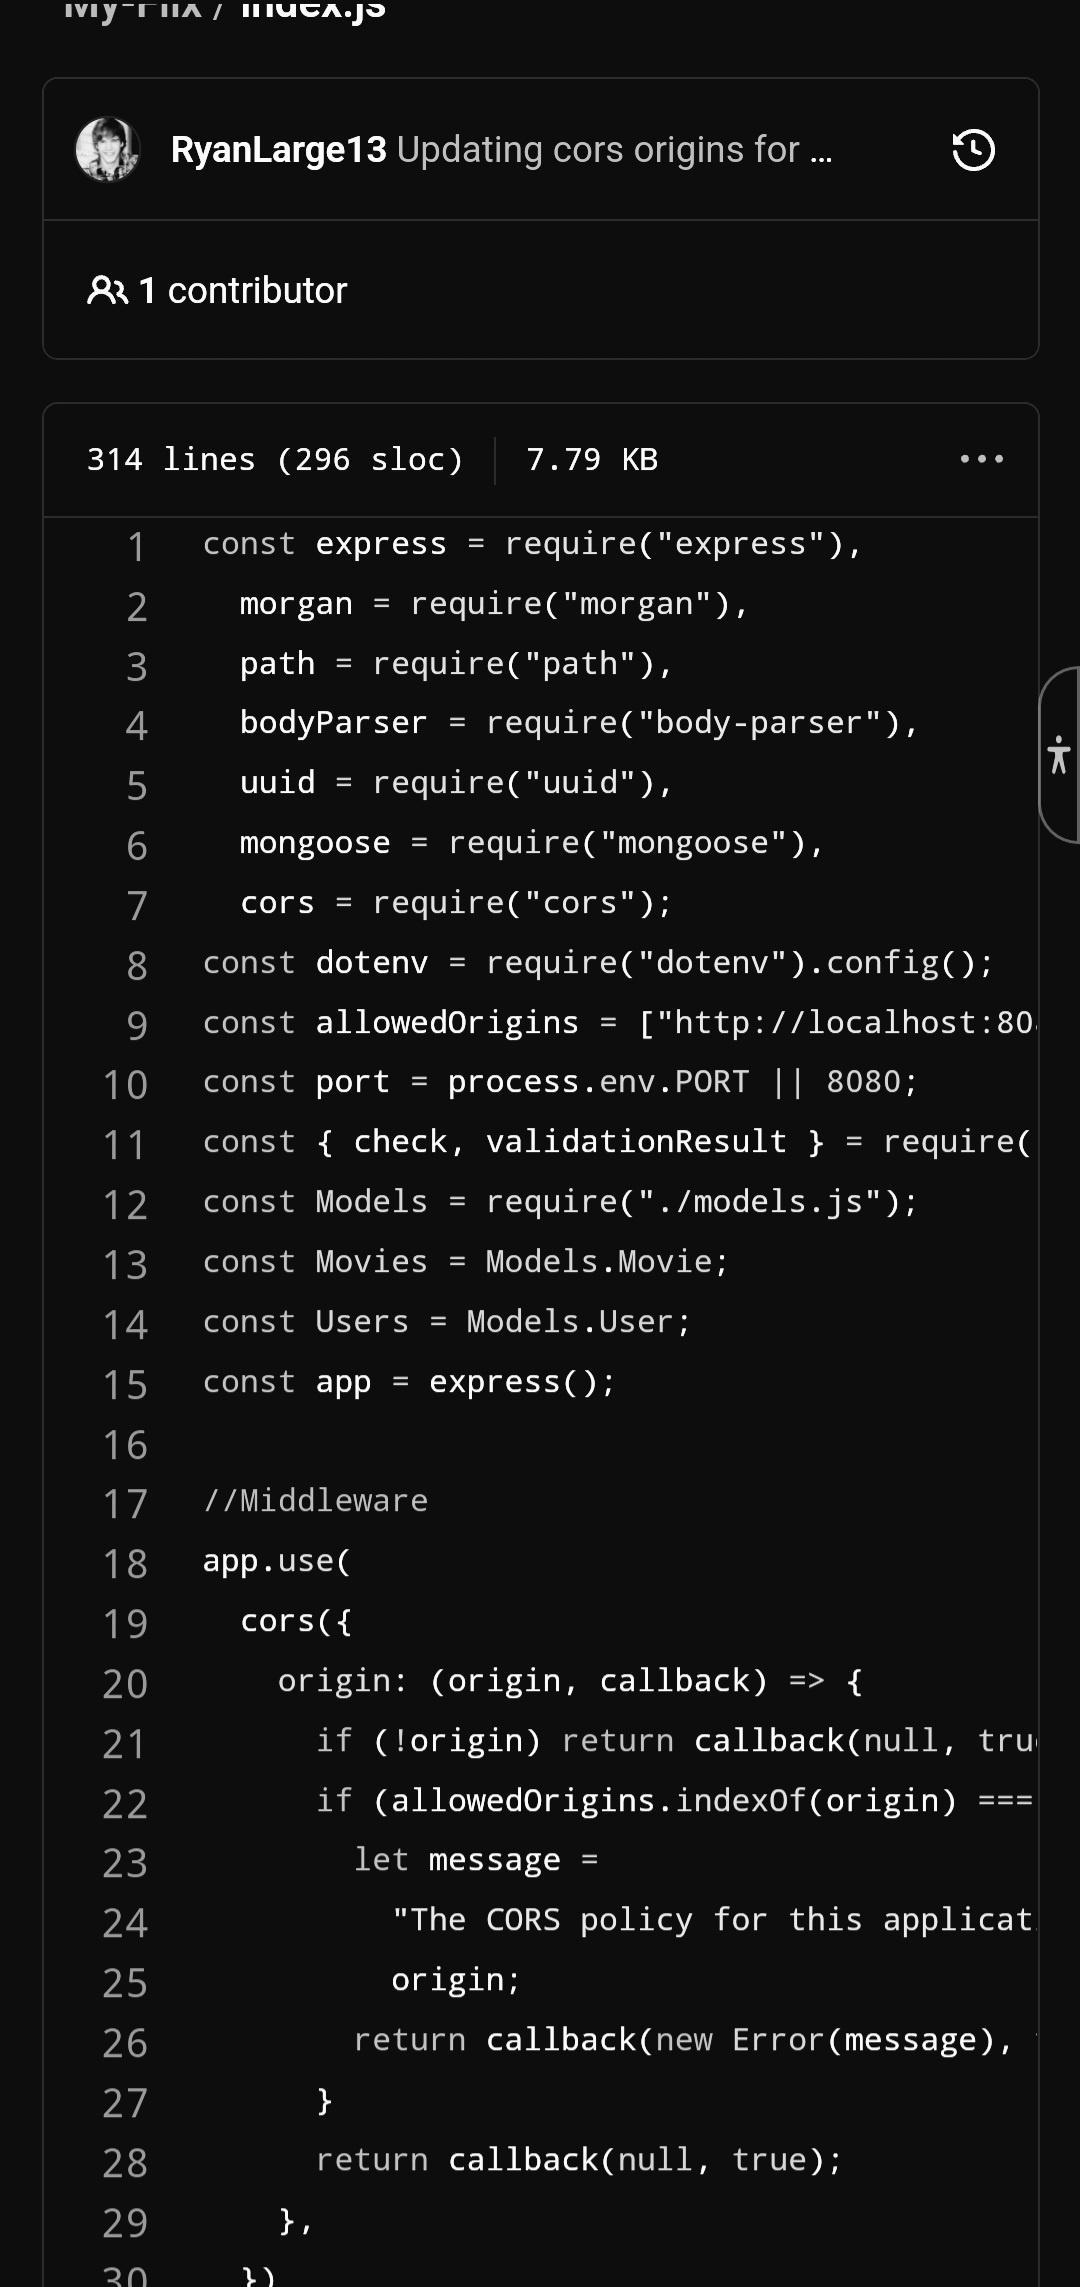 My-Flix / index.js
RyanLarge13 Updating cors origins for ...
1 contributor
314 lines (296 sloc) 7.79 KB
1 const express = require("express"),
2   morgan = require("morgan"),
3   path = require("path"),
4   bodyParser = require("body-parser"),
5   uuid = require("uuid"),
6   mongoose = require("mongoose"),
7   cors = require("cors");
8 const dotenv = require("dotenv").config();
9 const allowedOrigins = ["http://localhost:80
10 const port = process.env.PORT || 8080;
11 const { check, validationResult } = require(
12 const Models = require("./models.js");
13 const Movies = Models.Movie;
14 const Users = Models.User;
15 const app = express();
16
17 //Middleware
18 app.use(
19   cors({
20     origin: (origin, callback) => {
21       if (!origin) return callback(null, tru
22       if (allowedOrigins.indexOf(origin) ===
23         let message =
24           "The CORS policy for this applicat
25           origin;
26         return callback(new Error(message),
27       }
28       return callback(null, true);
29     },
30   })